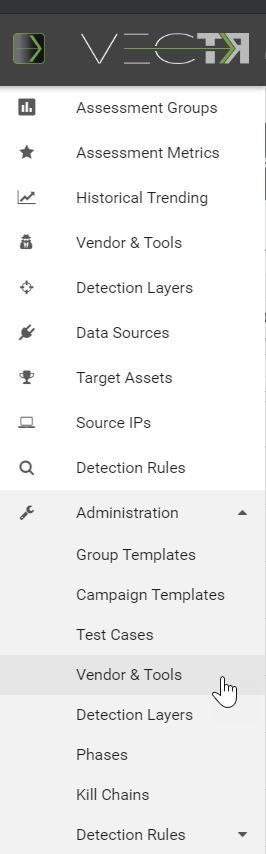 VECTR
Assessment Groups
Assessment Metrics
Historical Trending
Vendor & Tools
Detection Layers
Data Sources
Target Assets
Source IPs
Detection Rules
Administration
Group Templates
Campaign Templates
Test Cases
Vendor & Tools
Detection Layers
Phases
Kill Chains
Detection Rules